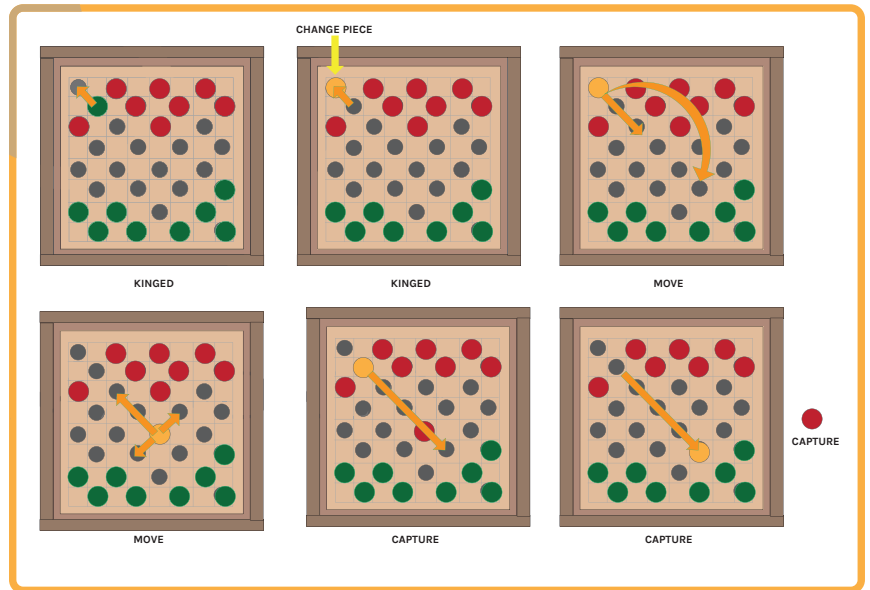 CHANGE PIECE
KINGED
KINGED
MOVE
CAPTURE
MOVE
CAPTURE
CAPTURE